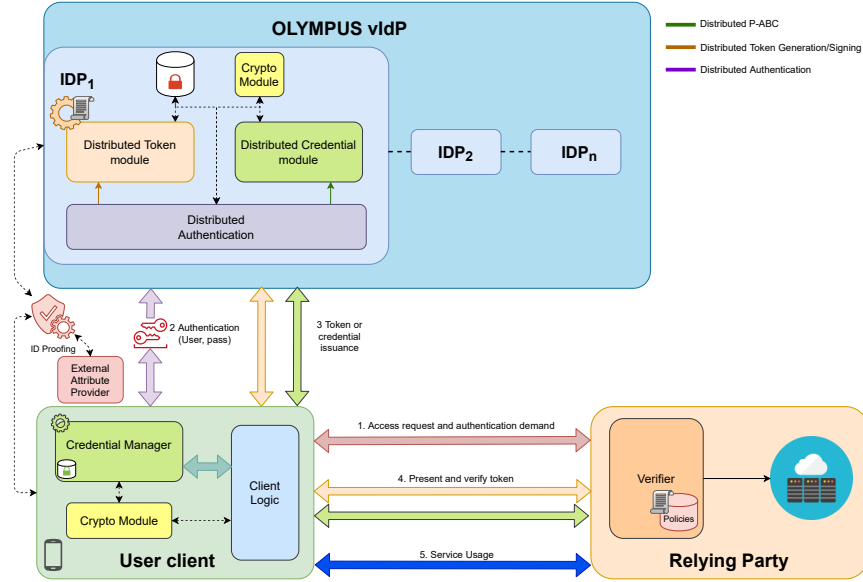 OLYMPUS vIdP
Distributed P-ABC
Distributed Token Generation/Signing
Distributed Authentication
IDP1
Crypto
Module
Distributed Token
module
Distributed Credential
module
IDP2
IDPn
Distributed
Authentication
2 Authentication
(User, pass)
3 Token or
credential
issuance
ID Proofing
External
Attribute
Provider
Credential Manager
Client
Logic
Crypto Module
User client
1. Access request and authentication demand
4. Present and verify token
5. Service Usage
Verifier
Policies
Relying Party